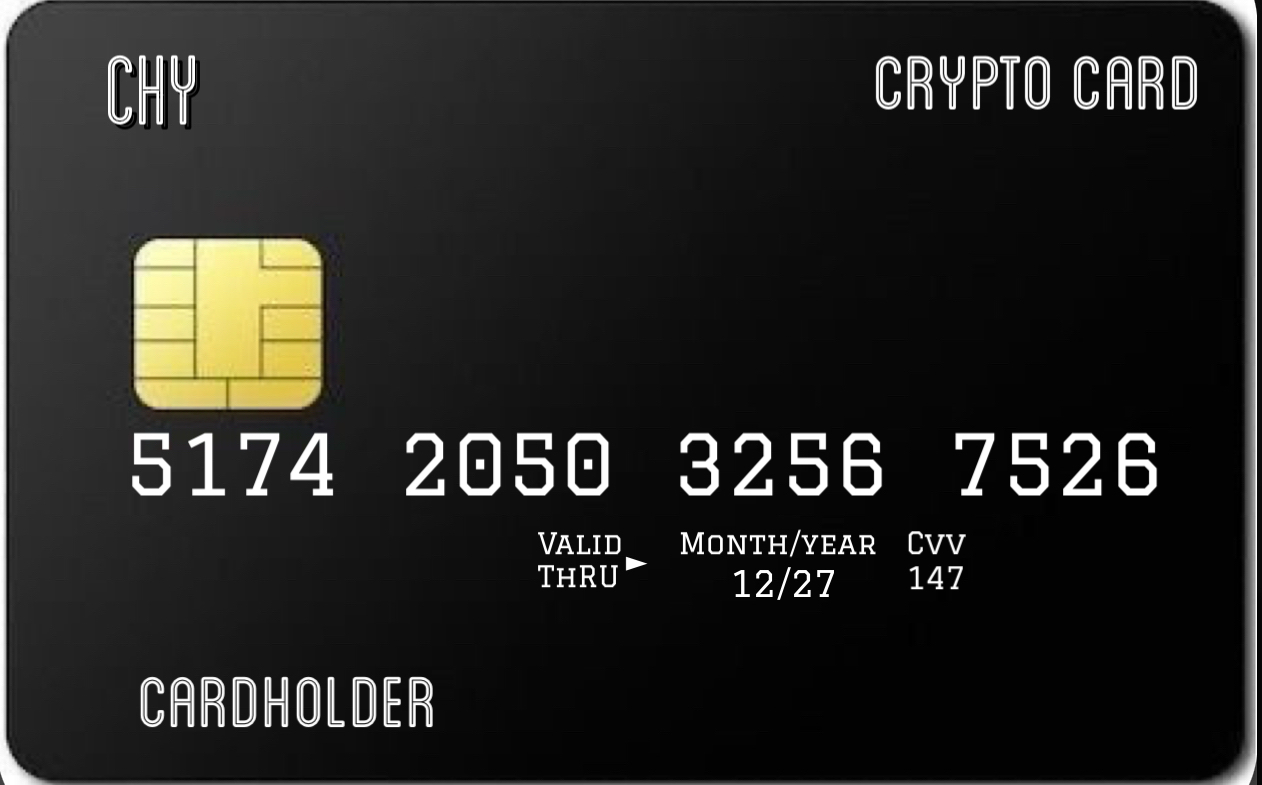 CHY
CRYPTO CARD
5174 2050 3256 7526
VALID
THRU
MONTH/YEAR
12/27
CVV
147
CARDHOLDER